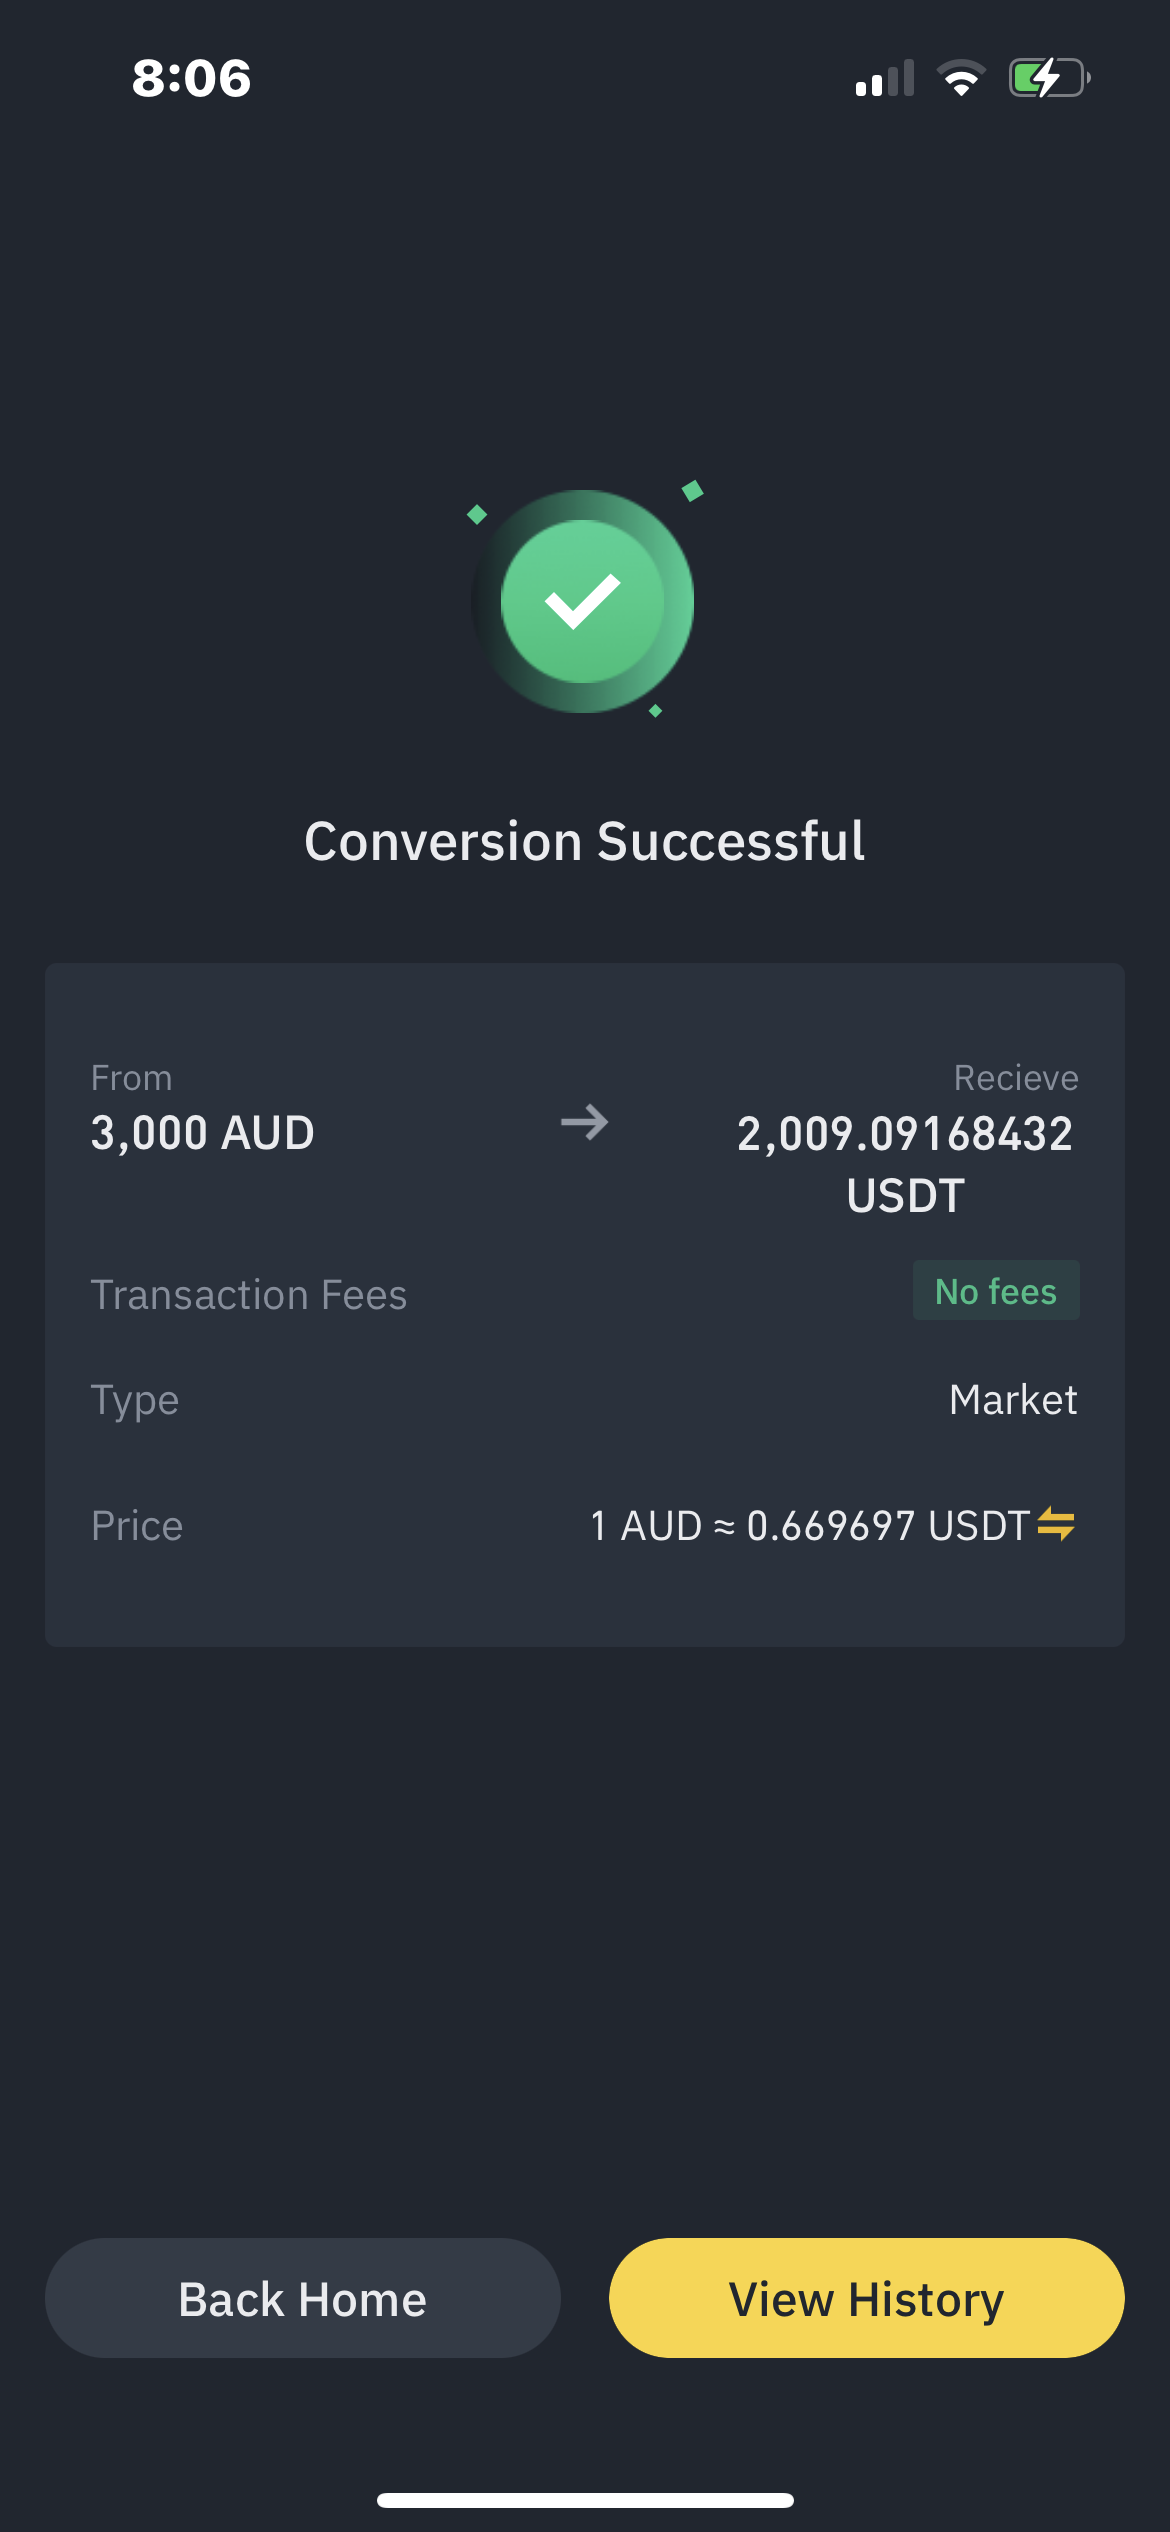 8:06
Conversion Successful
From
Recieve
3,000 AUD
2,009.09168432
USDT
Transaction Fees
No fees
Type
Market
Price
1 AUD ≈ 0.669697 USDT
Back Home
View History